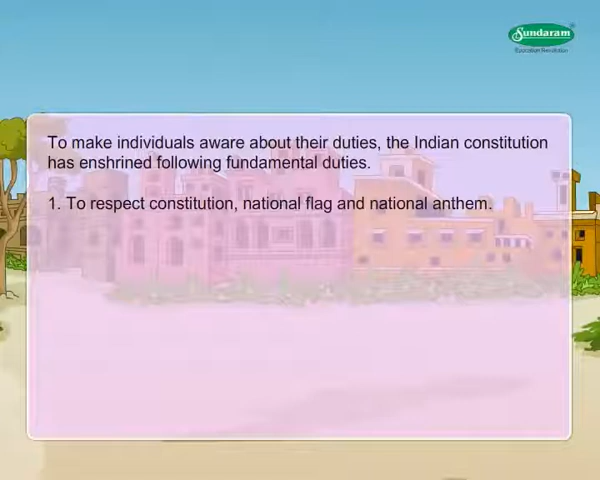 Sundaram
Education Revolution
To make individuals aware about their duties, the Indian constitution
has enshrined following fundamental duties.
1. To respect constitution, national flag and national anthem.